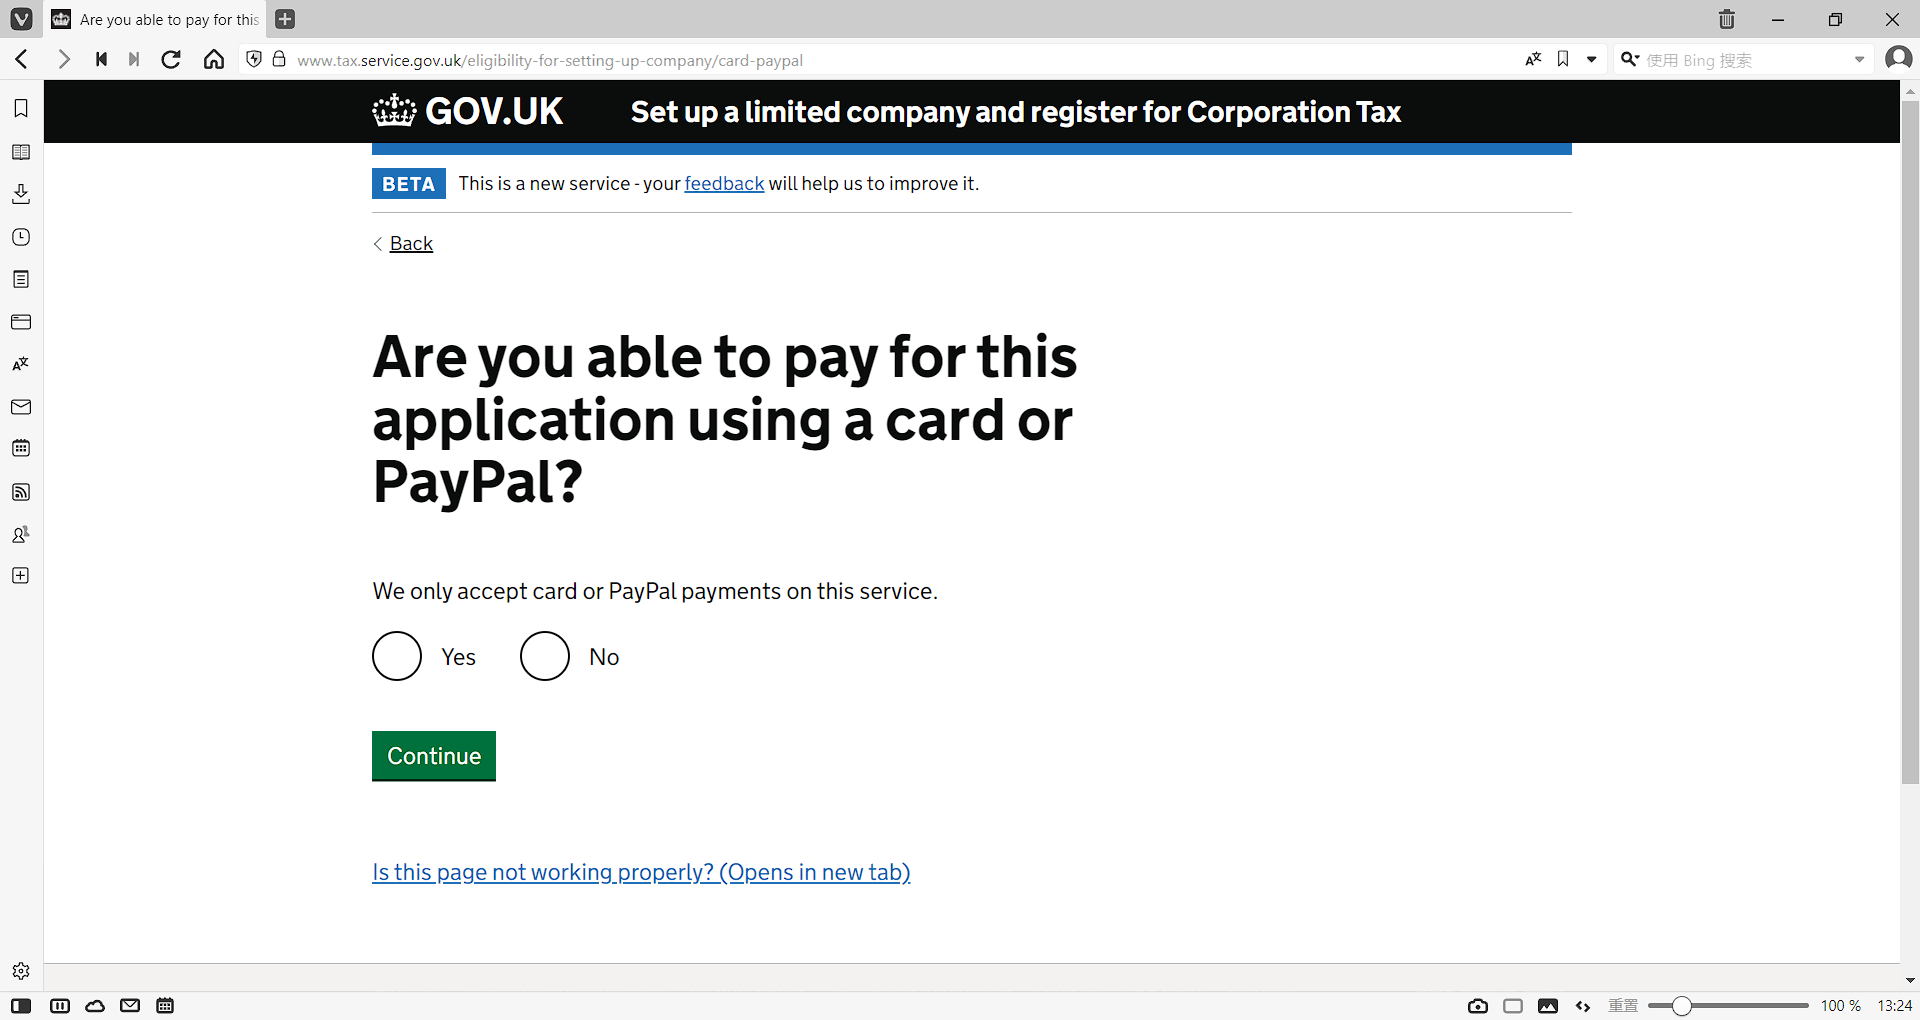 Are you able to pay for this
www.tax.service.gov.uk/eligibility-for-setting-up-company/card-paypal
使用 Bing 搜索
GOV.UK
Set up a limited company and register for Corporation Tax
BETA
This is a new service - your feedback will help us to improve it.
Back
Are you able to pay for this
application using a card or
PayPal?
We only accept card or PayPal payments on this service.
Yes
No
Continue
Is this page not working properly? (Opens in new tab)
重置
100 %
13:24